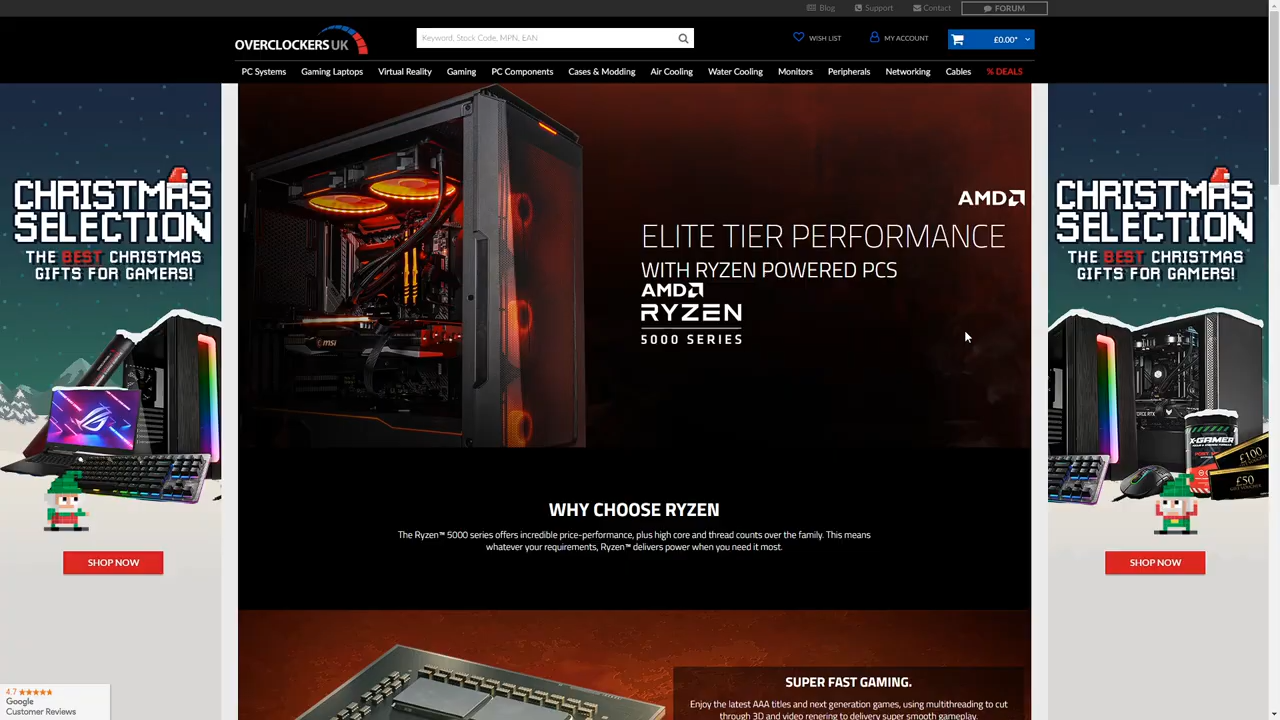 Blog
Support
Contact
FORUM
OVERCLOCKERS UK
Keyword, Stock Code, MPN, EAN
WISH LIST
MY ACCOUNT
£0.00*
PC Systems
Gaming Laptops
Virtual Reality
Gaming
PC Components
Cases & Modding
Air Cooling
Water Cooling
Monitors
Peripherals
Networking
Cables
% DEALS
CHRISTMAS
SELECTION
THE BEST CHRISTMAS
GIFTS FOR GAMERS!
SHOP NOW
msi
AMD
ELITE TIER PERFORMANCE
WITH RYZEN POWERED PCS
AMD
RYZEN
5000 SERIES
CHRISTMAS
SELECTION
THE BEST CHRISTMAS
GIFTS FOR GAMERS!
X-GAMER
£100
£50
SHOP NOW
WHY CHOOSE RYZEN
The Ryzen™ 5000 series offers incredible price-performance, plus high core and thread counts over the family. This means
whatever your requirements, Ryzen™ delivers power when you need it most.
SUPER FAST GAMING.
Enjoy the latest AAA titles and next generation games, using multithreading to cut
through 3D and video renering to delivery super smooth gameplay.
4.7
Google
Customer Reviews